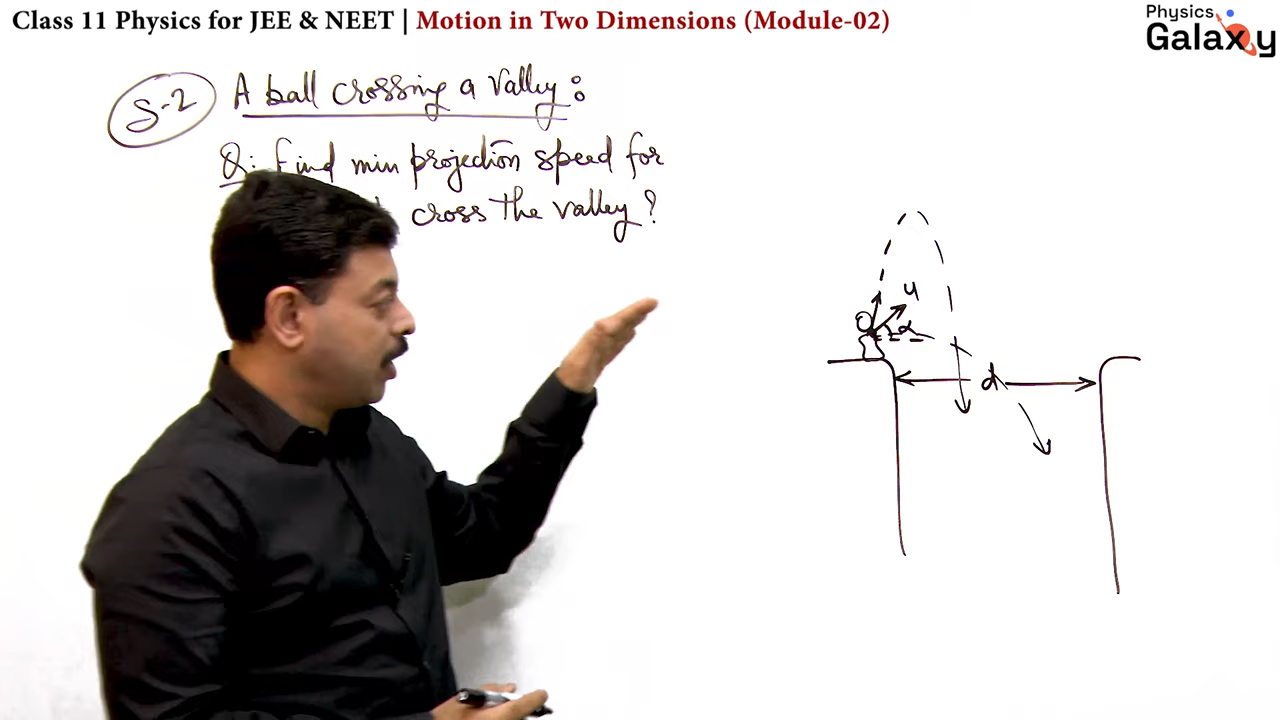 Class 11 Physics for JEE & NEET | Motion in Two Dimensions (Module-02)
Physics Galaxy
S-2
A ball crossing a Valley:
Q: Find min projection speed for
cross the valley?
u
α
d